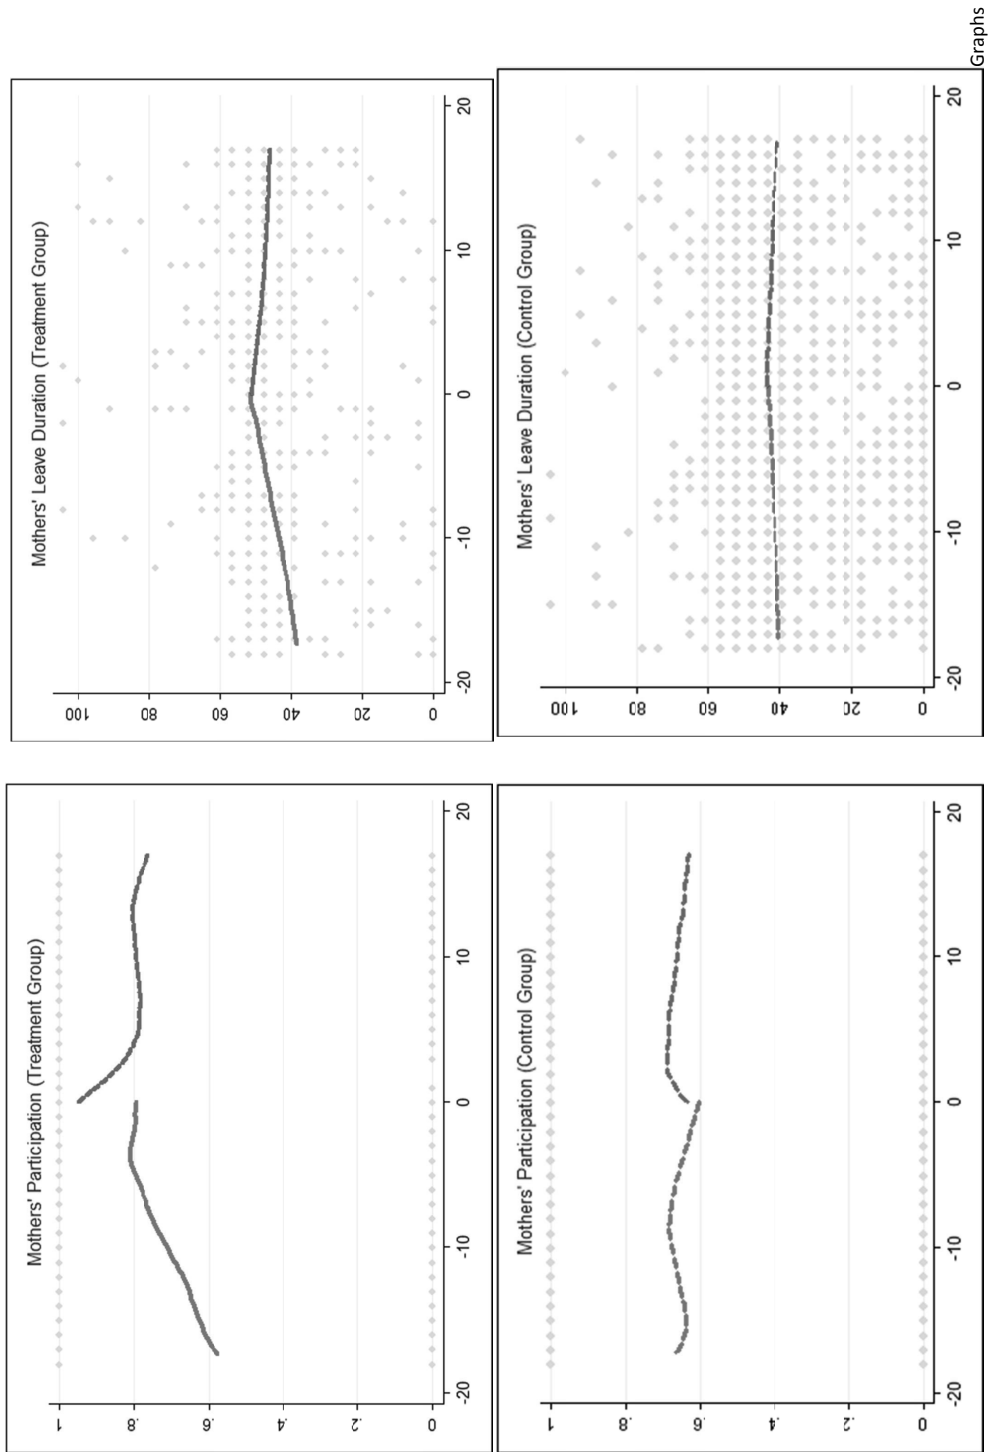 Mothers' Participation (Treatment Group)
1
.8
.6
.4
.2
0
-20 -10 0 10 20
Mothers' Leave Duration (Treatment Group)
100
80
60
40
20
0
-20 -10 0 10 20
Mothers' Participation (Control Group)
1
.8
.6
.4
.2
0
-20 -10 0 10 20
Mothers' Leave Duration (Control Group)
100
80
60
40
20
0
-20 -10 0 10 20
Graphs